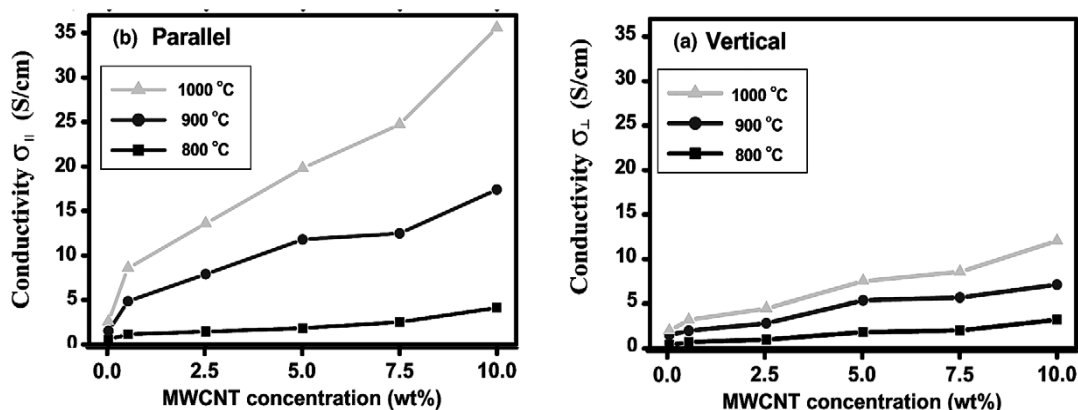 (b) Parallel
35
30
25
20
15
10
5
0
Conductivity σ|| (S/cm)
1000 °C
900 °C
800 °C
0.0 2.5 5.0 7.5 10.0
MWCNT concentration (wt%)
(a) Vertical
35
30
25
20
15
10
5
0
Conductivity σ⊥ (S/cm)
1000 °C
900 °C
800 °C
0.0 2.5 5.0 7.5 10.0
MWCNT concentration (wt%)